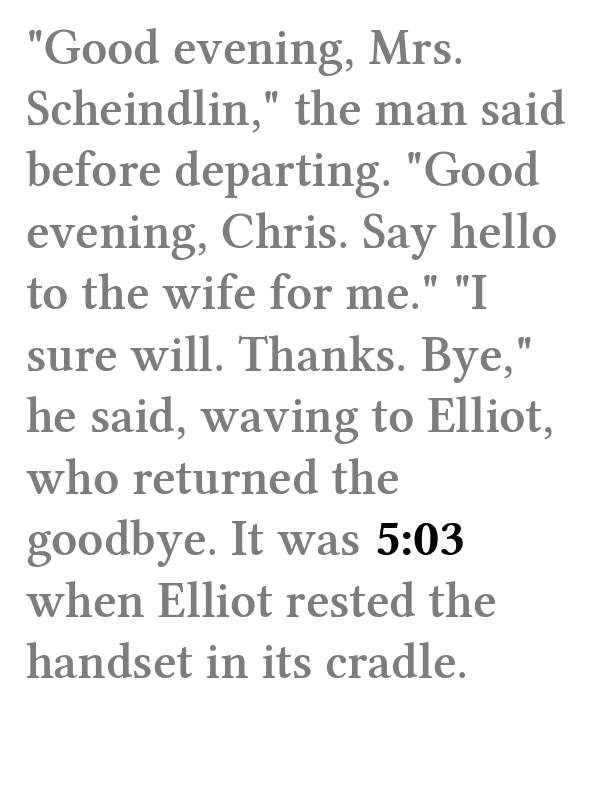 "Good evening, Mrs.
Scheindlin," the man said
before departing. "Good
evening, Chris. Say hello
to the wife for me." "I
sure will. Thanks. Bye,"
he said, waving to Elliot,
who returned the
goodbye. It was 5:03
when Elliot rested the
handset in its cradle.